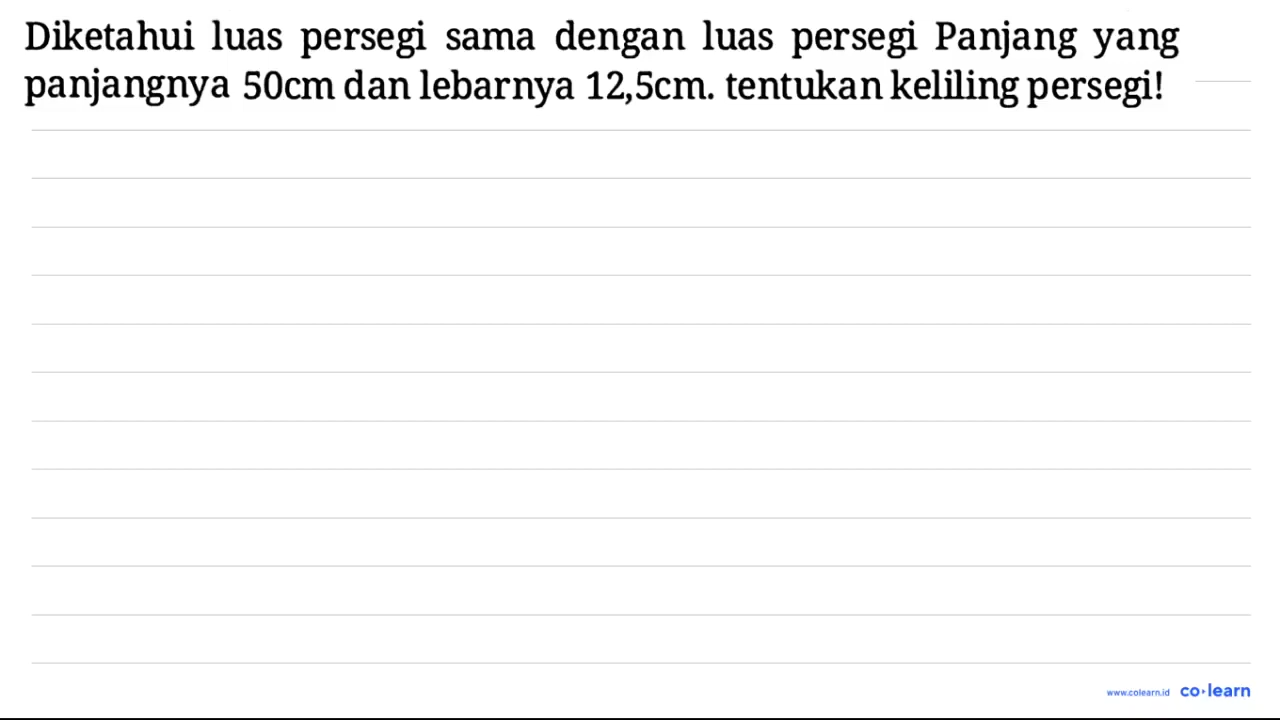 Diketahui luas persegi sama dengan luas persegi Panjang yang
panjangnya 50cm dan lebarnya 12,5cm. tentukan keliling persegi!
www.colearn.id co·learn